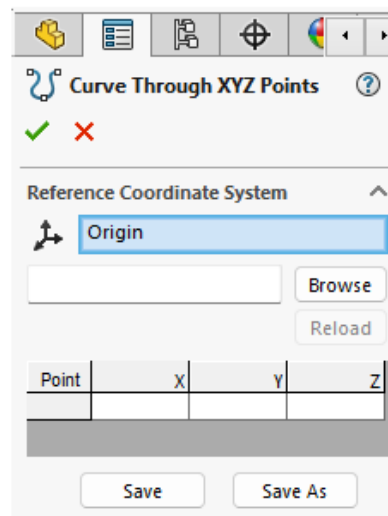 Curve Through XYZ Points
Reference Coordinate System
Origin
Browse
Reload
Point X Y Z
Save Save As